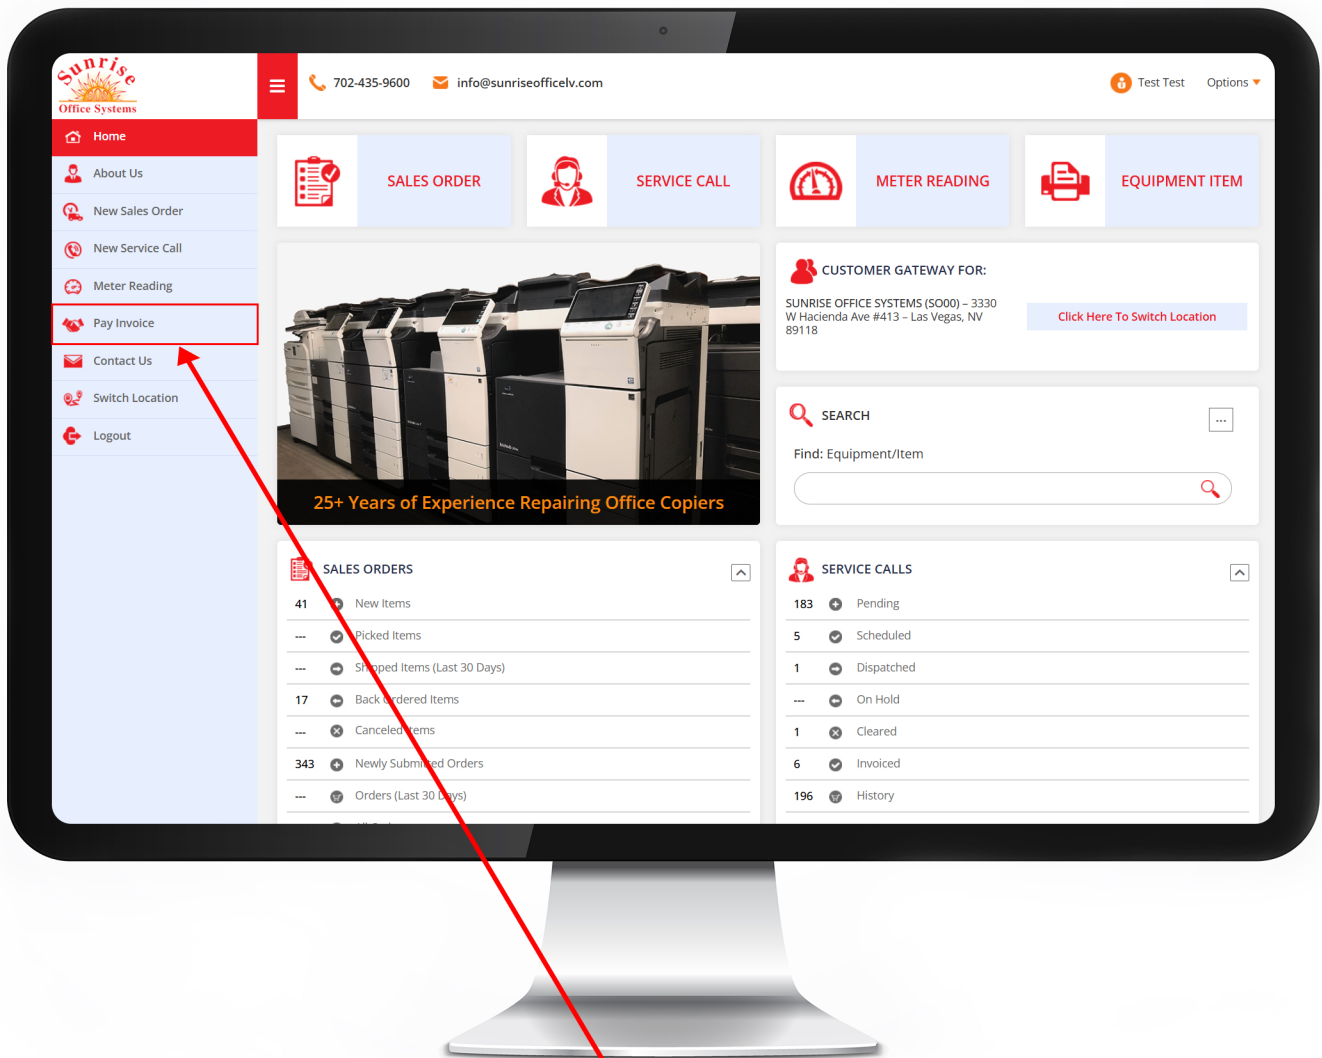 Sunrise
Office Systems
702-435-9600
info@sunriseofficelv.com
Test Test
Options
Home
About Us
New Sales Order
New Service Call
Meter Reading
Pay Invoice
Contact Us
Switch Location
Logout
SALES ORDER
SERVICE CALL
METER READING
EQUIPMENT ITEM
25+ Years of Experience Repairing Office Copiers
CUSTOMER GATEWAY FOR:
SUNRISE OFFICE SYSTEMS (SO00) – 3330
W Hacienda Ave #413 – Las Vegas, NV
89118
Click Here To Switch Location
SEARCH
...
Find: Equipment/Item
SALES ORDERS
41 New Items
--- Picked Items
--- Shipped Items (Last 30 Days)
17 Back Ordered Items
--- Canceled Items
343 Newly Submitted Orders
--- Orders (Last 30 Days)
SERVICE CALLS
183 Pending
5 Scheduled
1 Dispatched
--- On Hold
1 Cleared
6 Invoiced
196 History